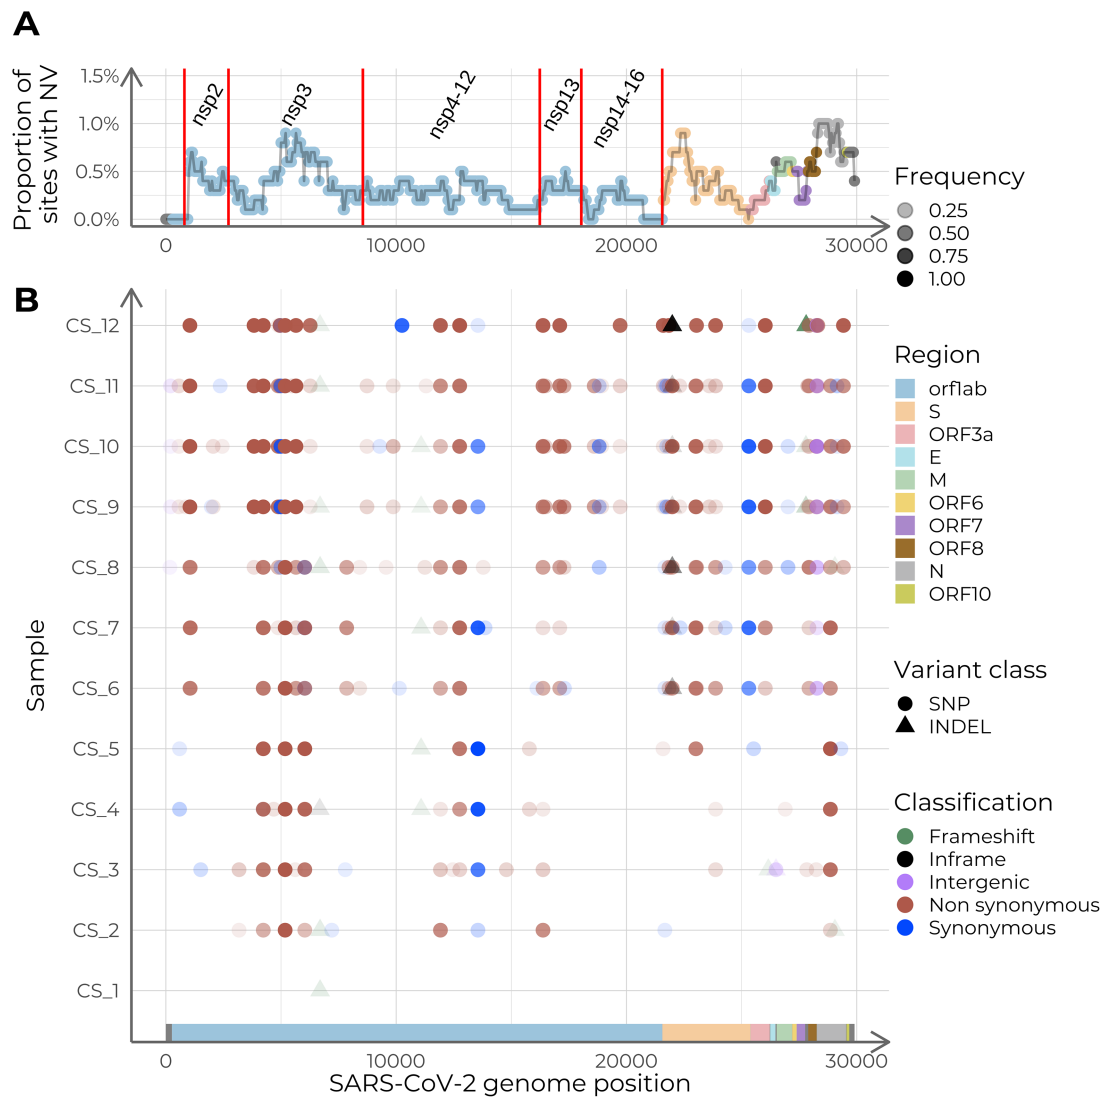 A
Proportion of
sites with NV
1.5%
1.0%
0.5%
0.0%
nsp2
nsp3
nsp4-12
nsp13
nsp14-16
0
10000
20000
30000
Frequency
0.25
0.50
0.75
1.00
B
Sample
CS_12
CS_11
CS_10
CS_9
CS_8
CS_7
CS_6
CS_5
CS_4
CS_3
CS_2
CS_1
0
10000
20000
30000
SARS-CoV-2 genome position
Region
orf1ab
S
ORF3a
E
M
ORF6
ORF7
ORF8
N
ORF10
Variant class
SNP
INDEL
Classification
Frameshift
Inframe
Intergenic
Non synonymous
Synonymous